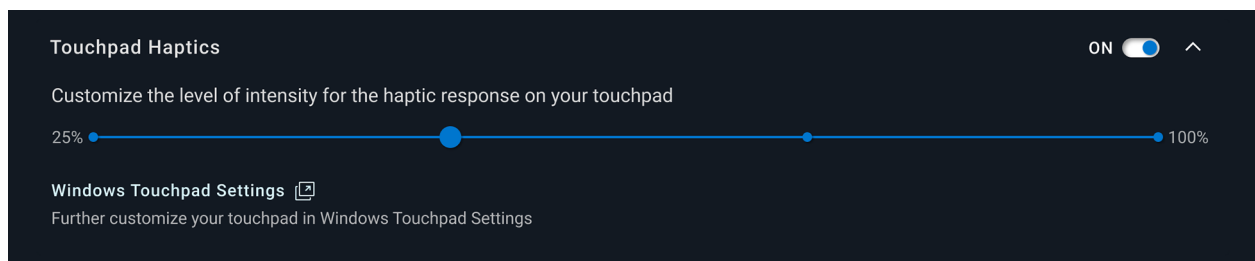 Touchpad Haptics
ON
Customize the level of intensity for the haptic response on your touchpad
25% 100%
Windows Touchpad Settings
Further customize your touchpad in Windows Touchpad Settings